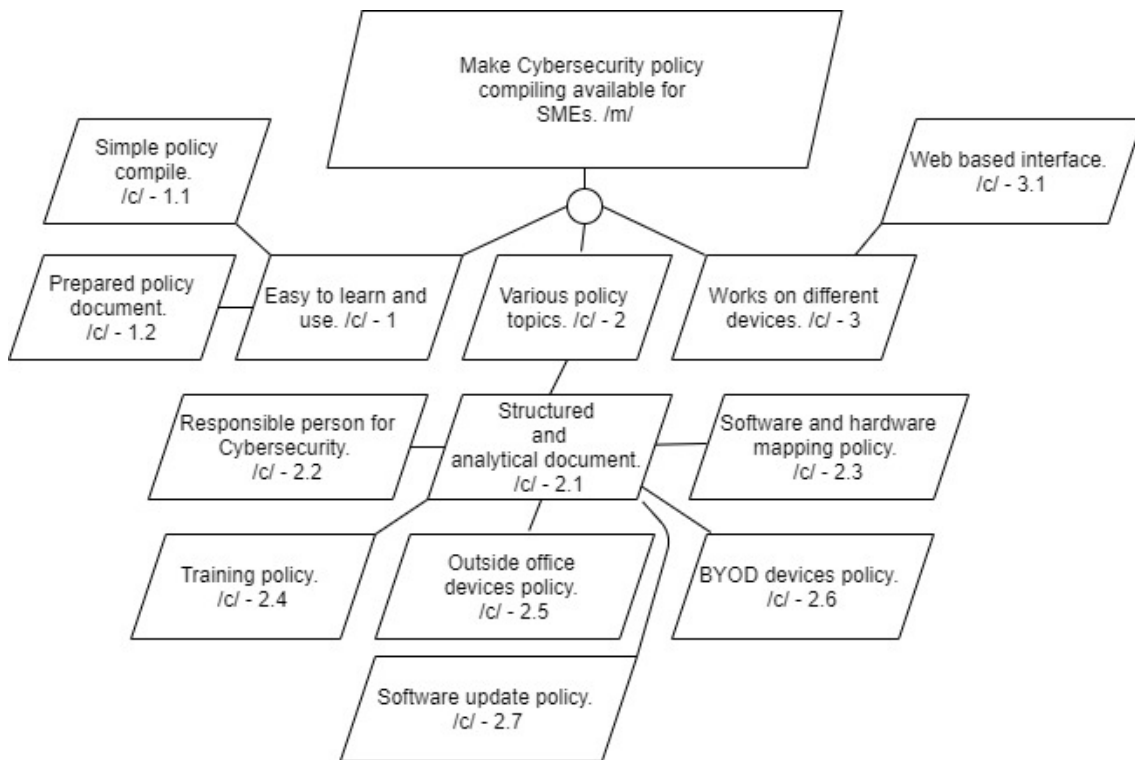 Make Cybersecurity policy
compiling available for
SMEs. /m/
Simple policy
compile.
/c/ - 1.1
Web based interface.
/c/ - 3.1
Prepared policy
document.
/c/ - 1.2
Easy to learn and
use. /c/ - 1
Various policy
topics. /c/ - 2
Works on different
devices. /c/ - 3
Responsible person for
Cybersecurity.
/c/ - 2.2
Structured
and
analytical document.
/c/ - 2.1
Software and hardware
mapping policy.
/c/ - 2.3
Training policy.
/c/ - 2.4
Outside office
devices policy.
/c/ - 2.5
BYOD devices policy.
/c/ - 2.6
Software update policy.
/c/ - 2.7